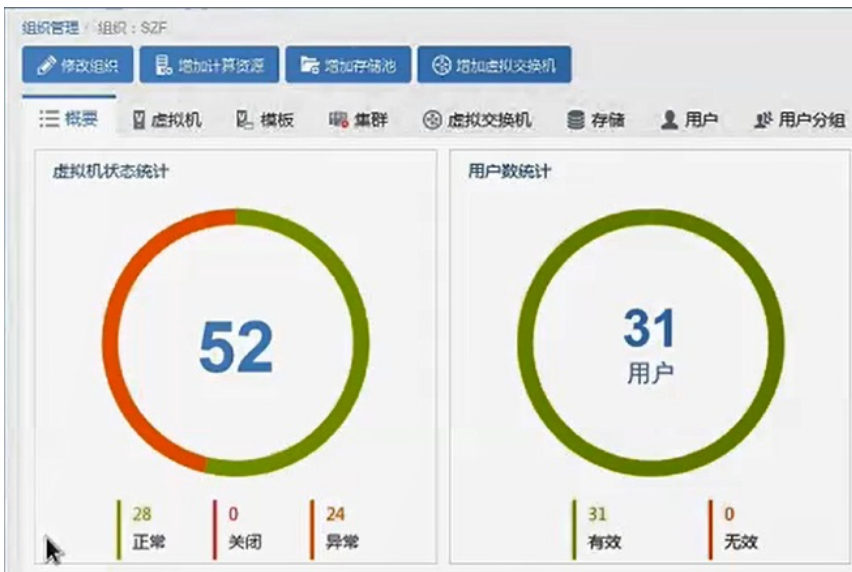 组织管理 / 组织：SZF
修改组织 增加计算资源 增加存储池 增加虚拟交换机
概要 虚拟机 模板 集群 虚拟交换机 存储 用户 用户分组
虚拟机状态统计
52
28 0 24
正常 关闭 异常
用户数统计
31
用户
31 0
有效 无效